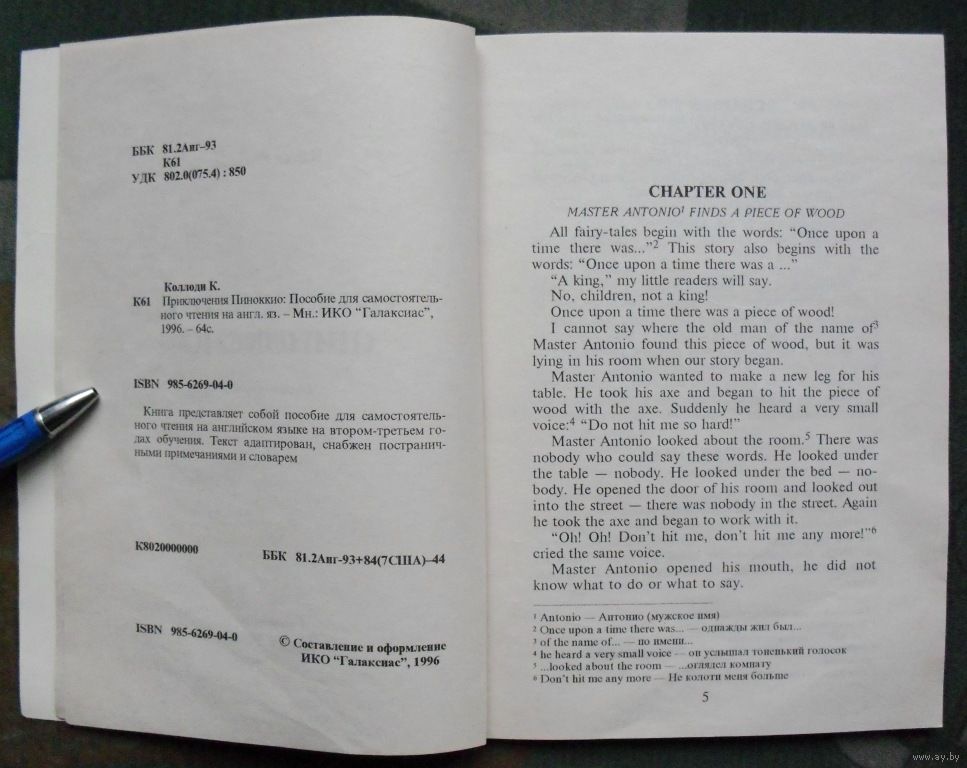 ББК 81.2Анг–93
К61
УДК 802.0(075.4) : 850
Коллоди К.
К61 Приключения Пиноккио: Пособие для самостоятель-
ного чтения на англ. яз. – Мн.: ИКО “Галаксиас”,
1996. – 64с.
ISBN 985-6269-04-0
Книга представляет собой пособие для самостоятель-
ного чтения на английском языке на втором-третьем го-
дах обучения. Текст адаптирован, снабжен постранич-
ными примечаниями и словарем
К8020000000
ББК 81.2Анг-93+84(7США)–44
ISBN 985-6269-04-0
© Составление и оформление
ИКО “Галаксиас”, 1996
CHAPTER ONE
MASTER ANTONIO¹ FINDS A PIECE OF WOOD
All fairy-tales begin with the words: “Once upon a
time there was...”² This story also begins with the
words: “Once upon a time there was a ...”
“A king,” my little readers will say.
No, children, not a king!
Once upon a time there was a piece of wood!
I cannot say where the old man of the name of³
Master Antonio found this piece of wood, but it was
lying in his room when our story began.
Master Antonio wanted to make a new leg for his
table. He took his axe and began to hit the piece of
wood with the axe. Suddenly he heard a very small
voice:⁴ “Do not hit me so hard!”
Master Antonio looked about the room.⁵ There was
nobody who could say these words. He looked under
the table — nobody. He looked under the bed — no-
body. He opened the door of his room and looked out
into the street — there was nobody in the street. Again
he took the axe and began to work with it.
“Oh! Oh! Don't hit me, don't hit me any more!”⁶
cried the same voice.
Master Antonio opened his mouth, he did not
know what to do or what to say.
¹ Antonio — Антонио (мужское имя)
² Once upon a time there was... — однажды жил был...
³ of the name of... — по имени...
⁴ he heard a very small voice — он услышал тоненький голосок
⁵ ...looked about the room — ...оглядел комнату
⁶ Don't hit me any more — Не колоти меня больше
5
www.ay.by